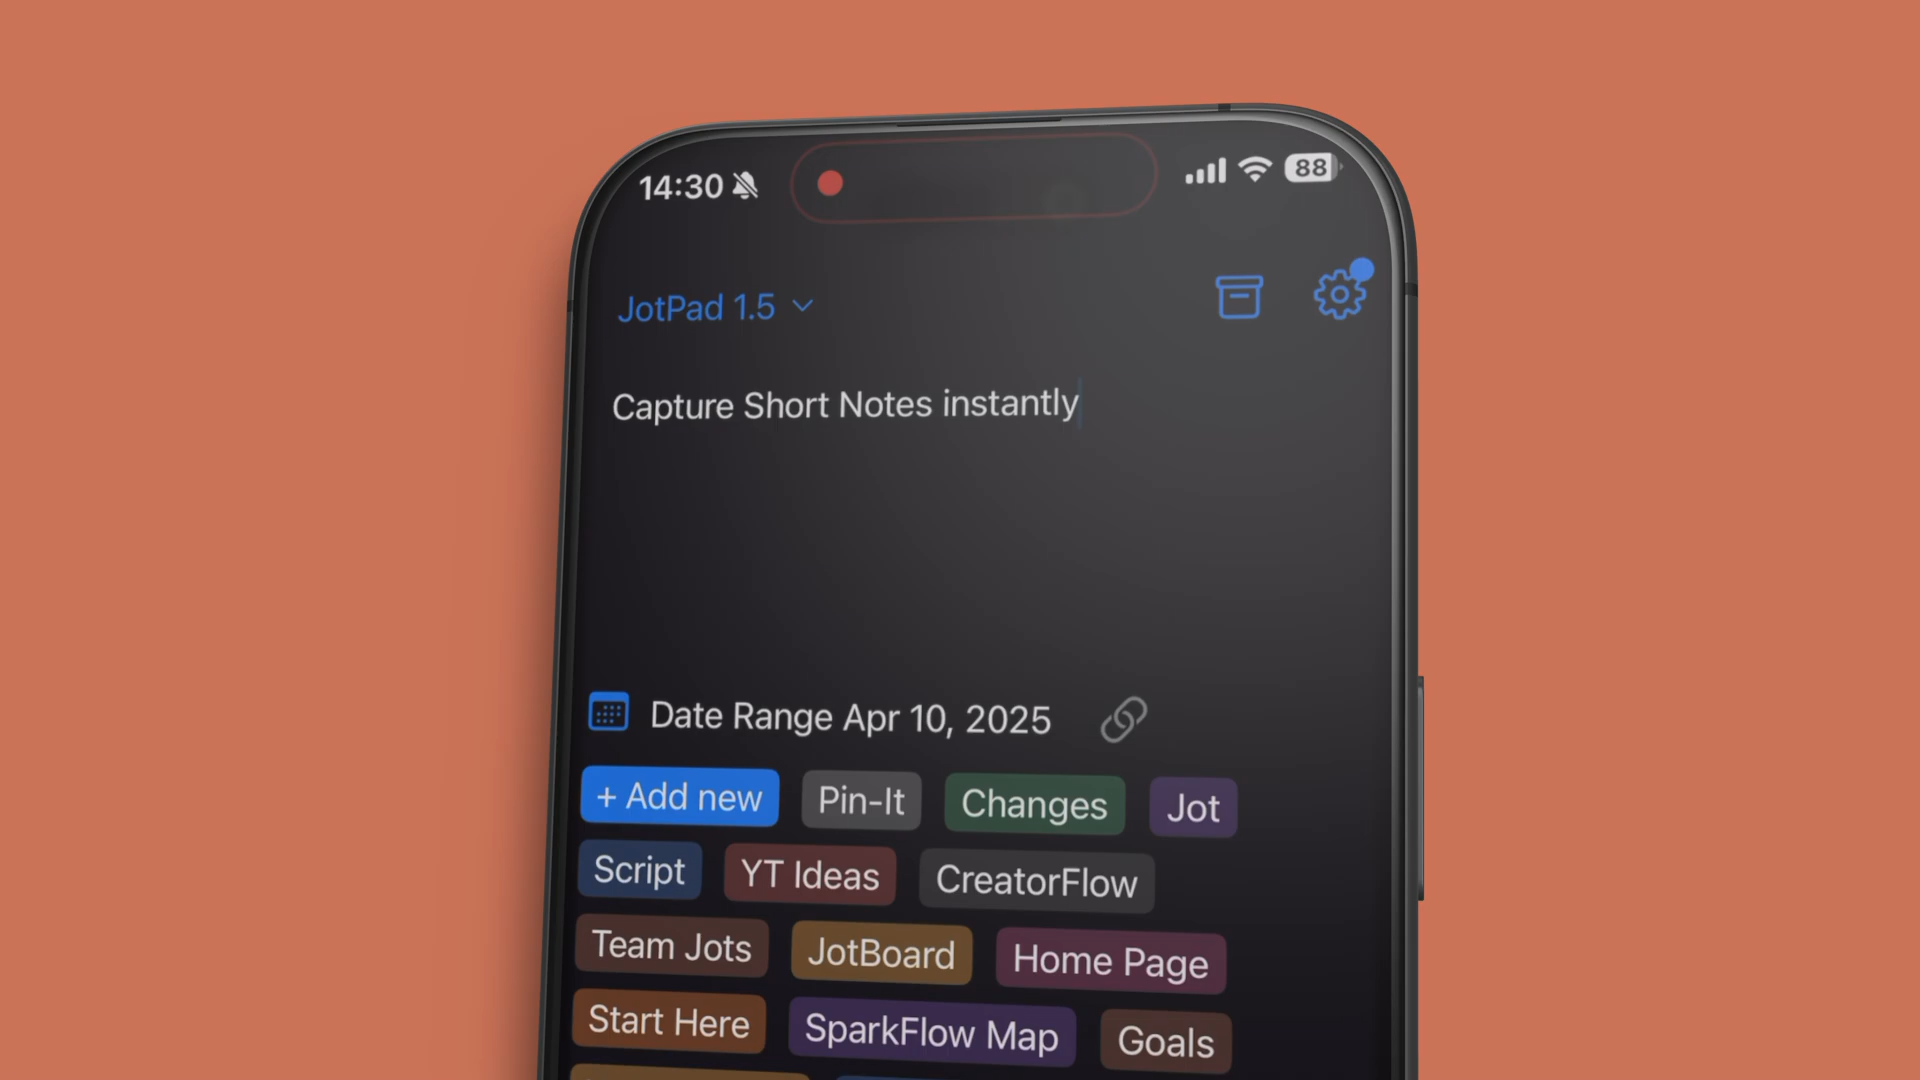 14:30 88
JotPad 1.5
Capture Short Notes instantly
Date Range Apr 10, 2025
+ Add new Pin-It Changes Jot
Script YT Ideas CreatorFlow
Team Jots JotBoard Home Page
Start Here SparkFlow Map Goals